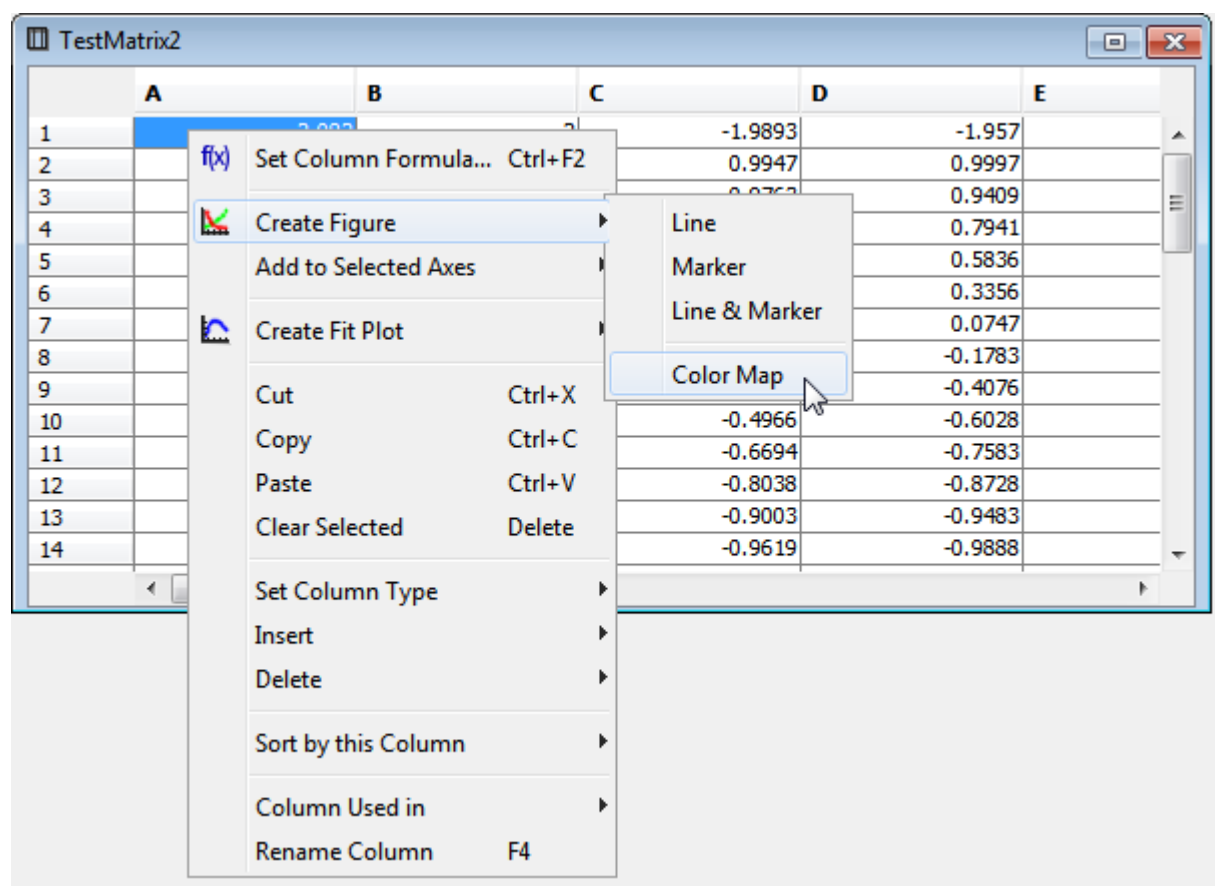 TestMatrix2
A B C D E
1 -1.9893 -1.957
2 0.9947 0.9997
3 0.9409
4 0.7941
5 0.5836
6 0.3356
7 0.0747
8 -0.1783
9 -0.4076
10 -0.4966 -0.6028
11 -0.6694 -0.7583
12 -0.8038 -0.8728
13 -0.9003 -0.9483
14 -0.9619 -0.9888
f(x) Set Column Formula... Ctrl+F2
Create Figure
Add to Selected Axes
Create Fit Plot
Cut Ctrl+X
Copy Ctrl+C
Paste Ctrl+V
Clear Selected Delete
Set Column Type
Insert
Delete
Sort by this Column
Column Used in
Rename Column F4
Line
Marker
Line & Marker
Color Map